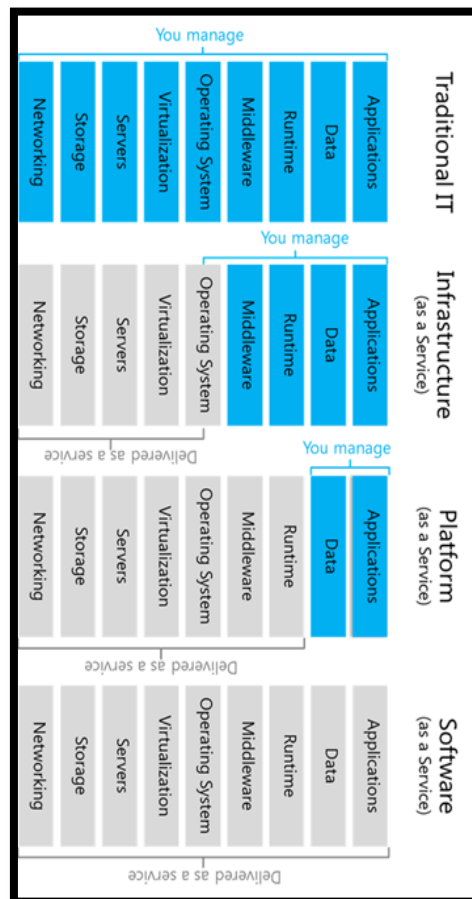 Traditional IT
You manage
Applications
Data
Runtime
Middleware
Operating System
Virtualization
Servers
Storage
Networking
Infrastructure
(as a Service)
You manage
Applications
Data
Runtime
Middleware
Operating System
Virtualization
Servers
Storage
Networking
Delivered as a service
Platform
(as a Service)
You manage
Applications
Data
Runtime
Middleware
Operating System
Virtualization
Servers
Storage
Networking
Delivered as a service
Software
(as a Service)
Applications
Data
Runtime
Middleware
Operating System
Virtualization
Servers
Storage
Networking
Delivered as a service